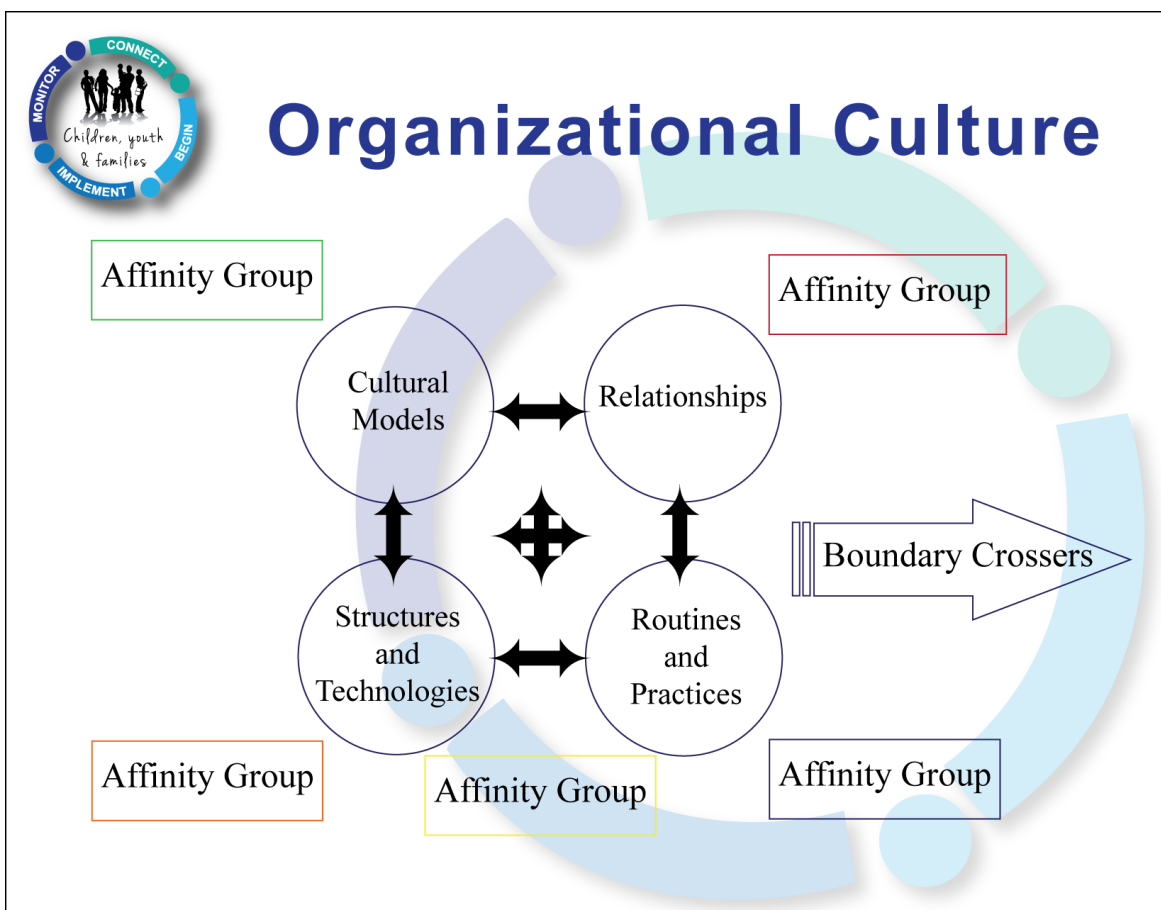 CONNECT
MONITOR
Children, youth
& families
BEGIN
IMPLEMENT
Organizational Culture
Affinity Group
Affinity Group
Cultural
Models
Relationships
Boundary Crossers
Structures
and
Technologies
Routines
and
Practices
Affinity Group
Affinity Group
Affinity Group